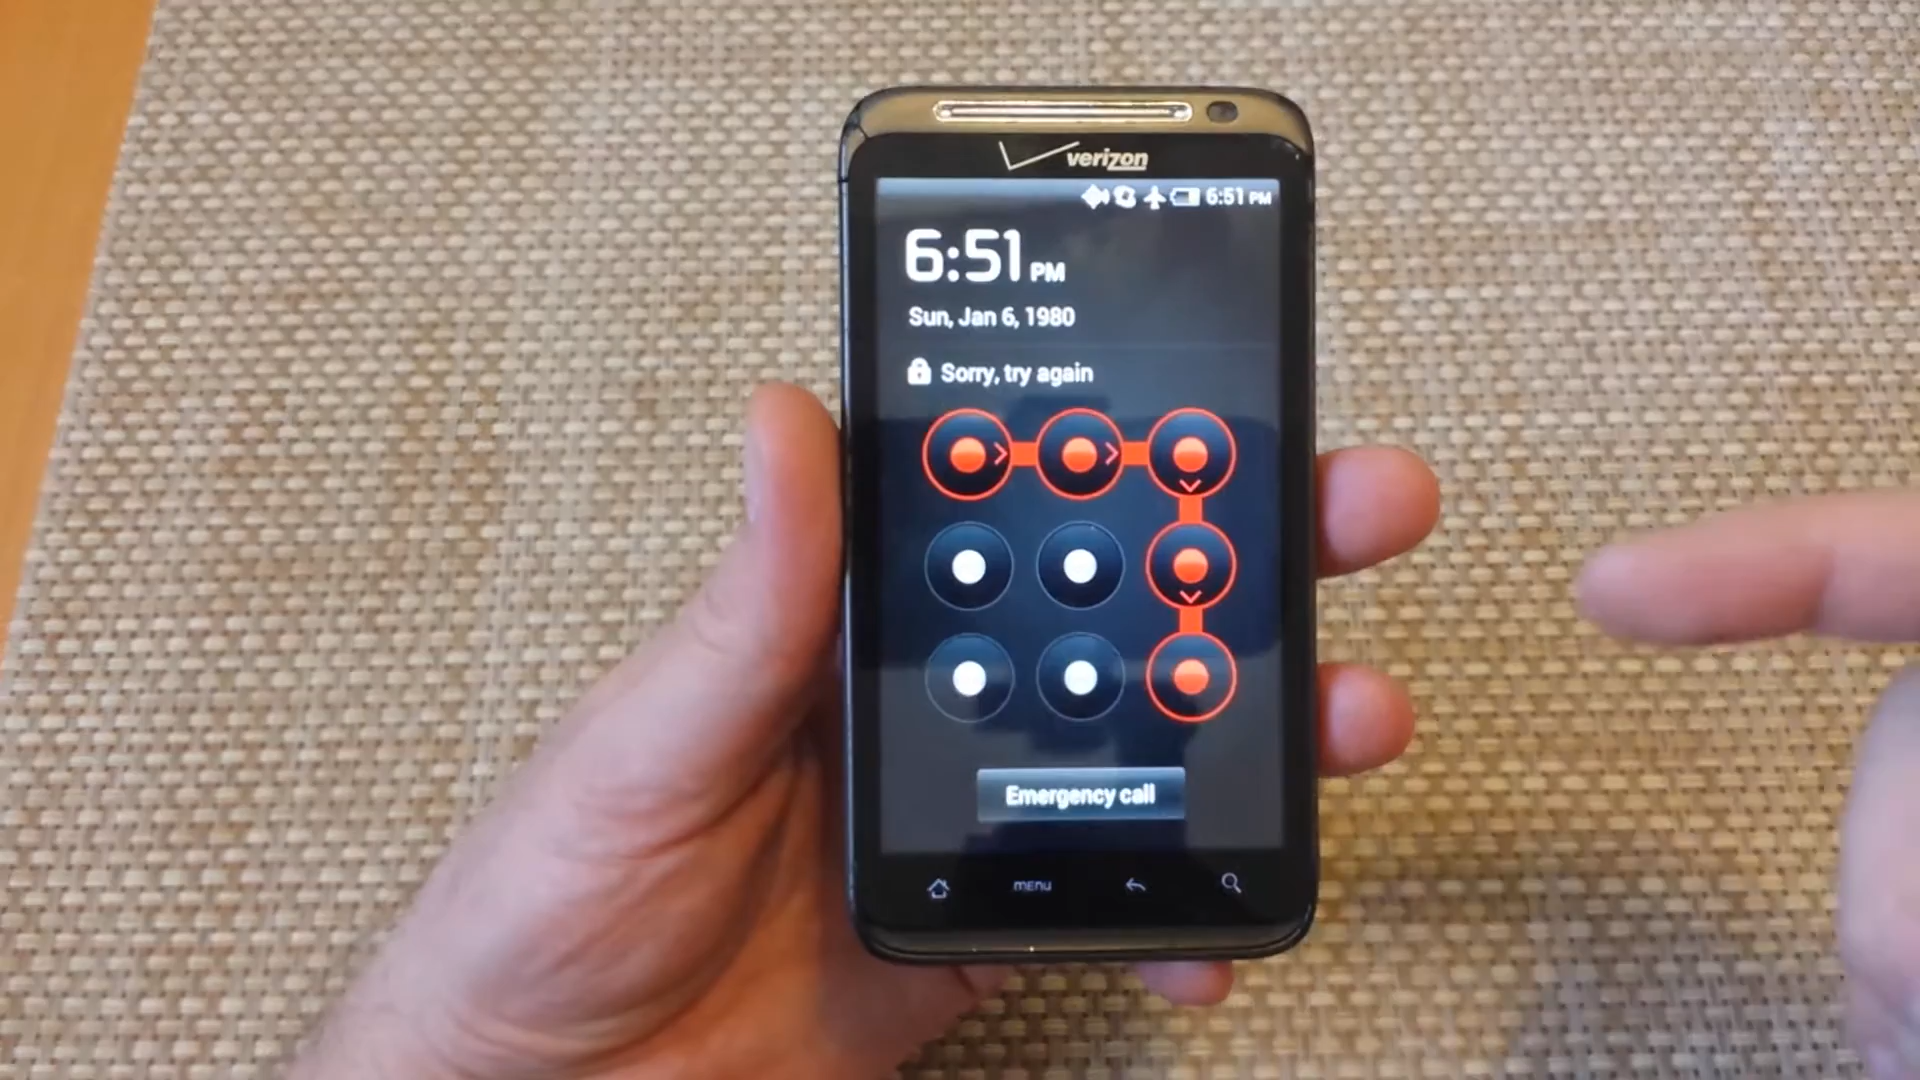 verizon
6:51 PM
6:51 PM
Sun, Jan 6, 1980
Sorry, try again
Emergency call
menu